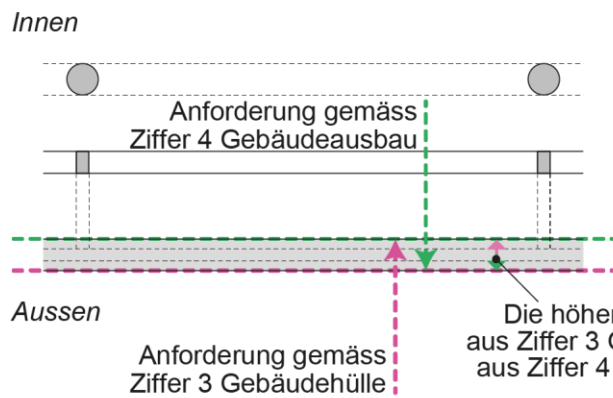 Innen
Anforderung gemäss
Ziffer 4 Gebäudeausbau
Aussen
Anforderung gemäss
Ziffer 3 Gebäudehülle
Die höher
aus Ziffer 3
aus Ziffer 4